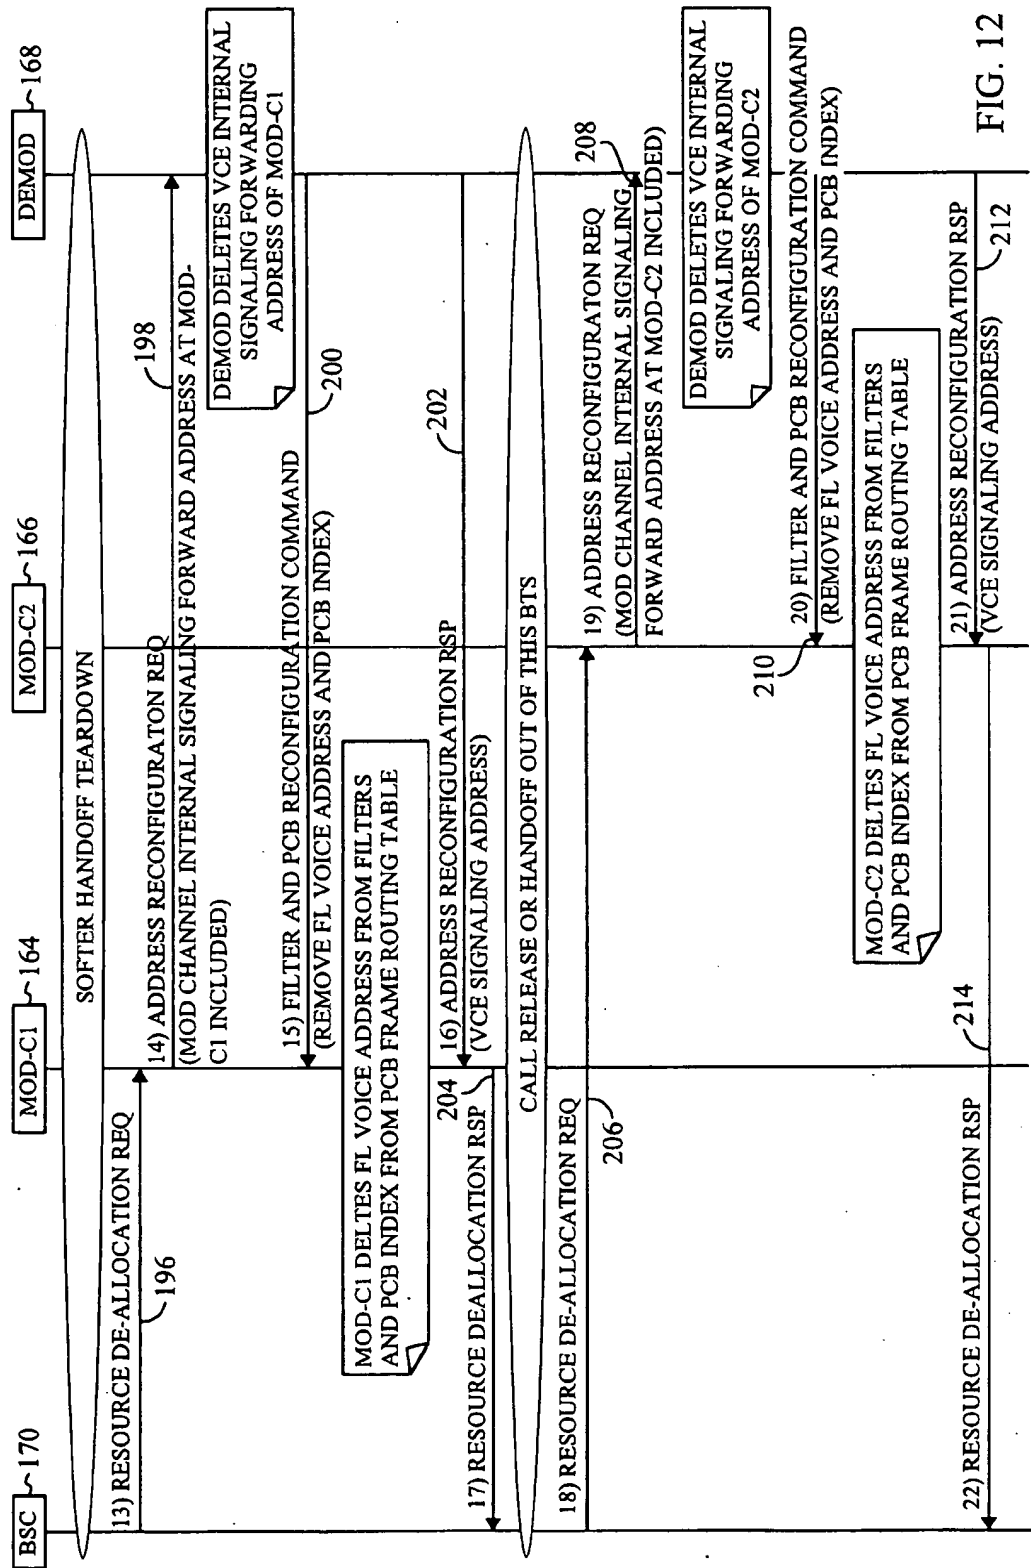 BSC 170
MOD-C1 164
MOD-C2 166
DEMOD 168
SOFTER HANDOFF TEARDOWN
13) RESOURCE DE-ALLOCATION REQ
196
14) ADDRESS RECONFIGURATON REQ
(MOD CHANNEL INTERNAL SIGNALING FORWARD ADDRESS AT MOD-
C1 INCLUDED)
198
DEMOD DELETES VCE INTERNAL
SIGNALING FORWARDING
ADDRESS OF MOD-C1
15) FILTER AND PCB RECONFIGURATION COMMAND
(REMOVE FL VOICE ADDRESS AND PCB INDEX)
200
MOD-C1 DELTES FL VOICE ADDRESS FROM FILTERS
AND PCB INDEX FROM PCB FRAME ROUTING TABLE
16) ADDRESS RECONFIGURATION RSP
(VCE SIGNALING ADDRESS)
202
17) RESOURCE DEALLOCATION RSP
204
CALL RELEASE OR HANDOFF OUT OF THIS BTS
18) RESOURCE DE-ALLOCATION REQ
206
19) ADDRESS RECONFIGURATON REQ
(MOD CHANNEL INTERNAL SIGNALING
FORWARD ADDRESS AT MOD-C2 INCLUDED)
208
DEMOD DELETES VCE INTERNAL
SIGNALING FORWARDING
ADDRESS OF MOD-C2
20) FILTER AND PCB RECONFIGURATION COMMAND
(REMOVE FL VOICE ADDRESS AND PCB INDEX)
210
MOD-C2 DELTES FL VOICE ADDRESS FROM FILTERS
AND PCB INDEX FROM PCB FRAME ROUTING TABLE
21) ADDRESS RECONFIGURATION RSP
(VCE SIGNALING ADDRESS)
212
22) RESOURCE DE-ALLOCATION RSP
214
FIG. 12